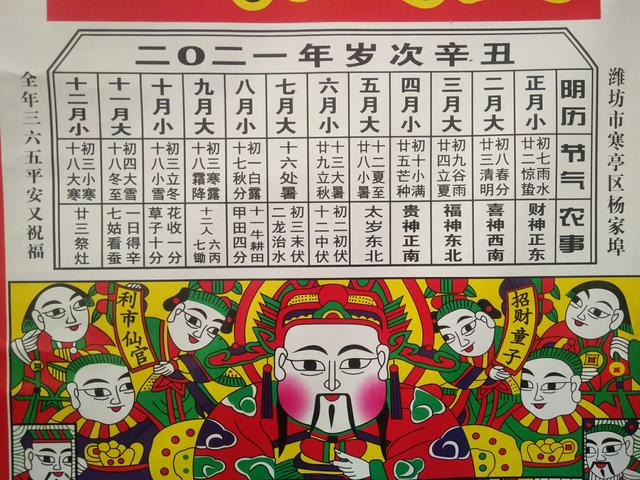 二O二一年岁次辛丑
潍坊市寒亭区杨家埠
阴历
节气
农事
正月小
初七雨水
廿二惊蛰
财神正东
二月大
初八春分
廿三清明
喜神西南
三月大
初九谷雨
廿四立夏
福神东北
四月小
初十小满
廿五芒种
贵神正南
五月大
十二夏至
廿八小暑
太岁东北
六月小
十三大暑
廿九立秋
初二初伏
十二中伏
七月大
十六处暑
初三末伏
二龙治水
八月小
初一白露
十七秋分
十一牛耕田
甲田四分
九月大
初三寒露
十八霜降
六丙
十二人七锄
十月小
初三立冬
十八小雪
花收一分
草子十分
十一月大
初四大雪
十八冬至
一日得辛
七姑看蚕
十二月小
初三小寒
十八大寒
廿三祭灶
全年三六五平安又祝福
招财童子
利市仙官